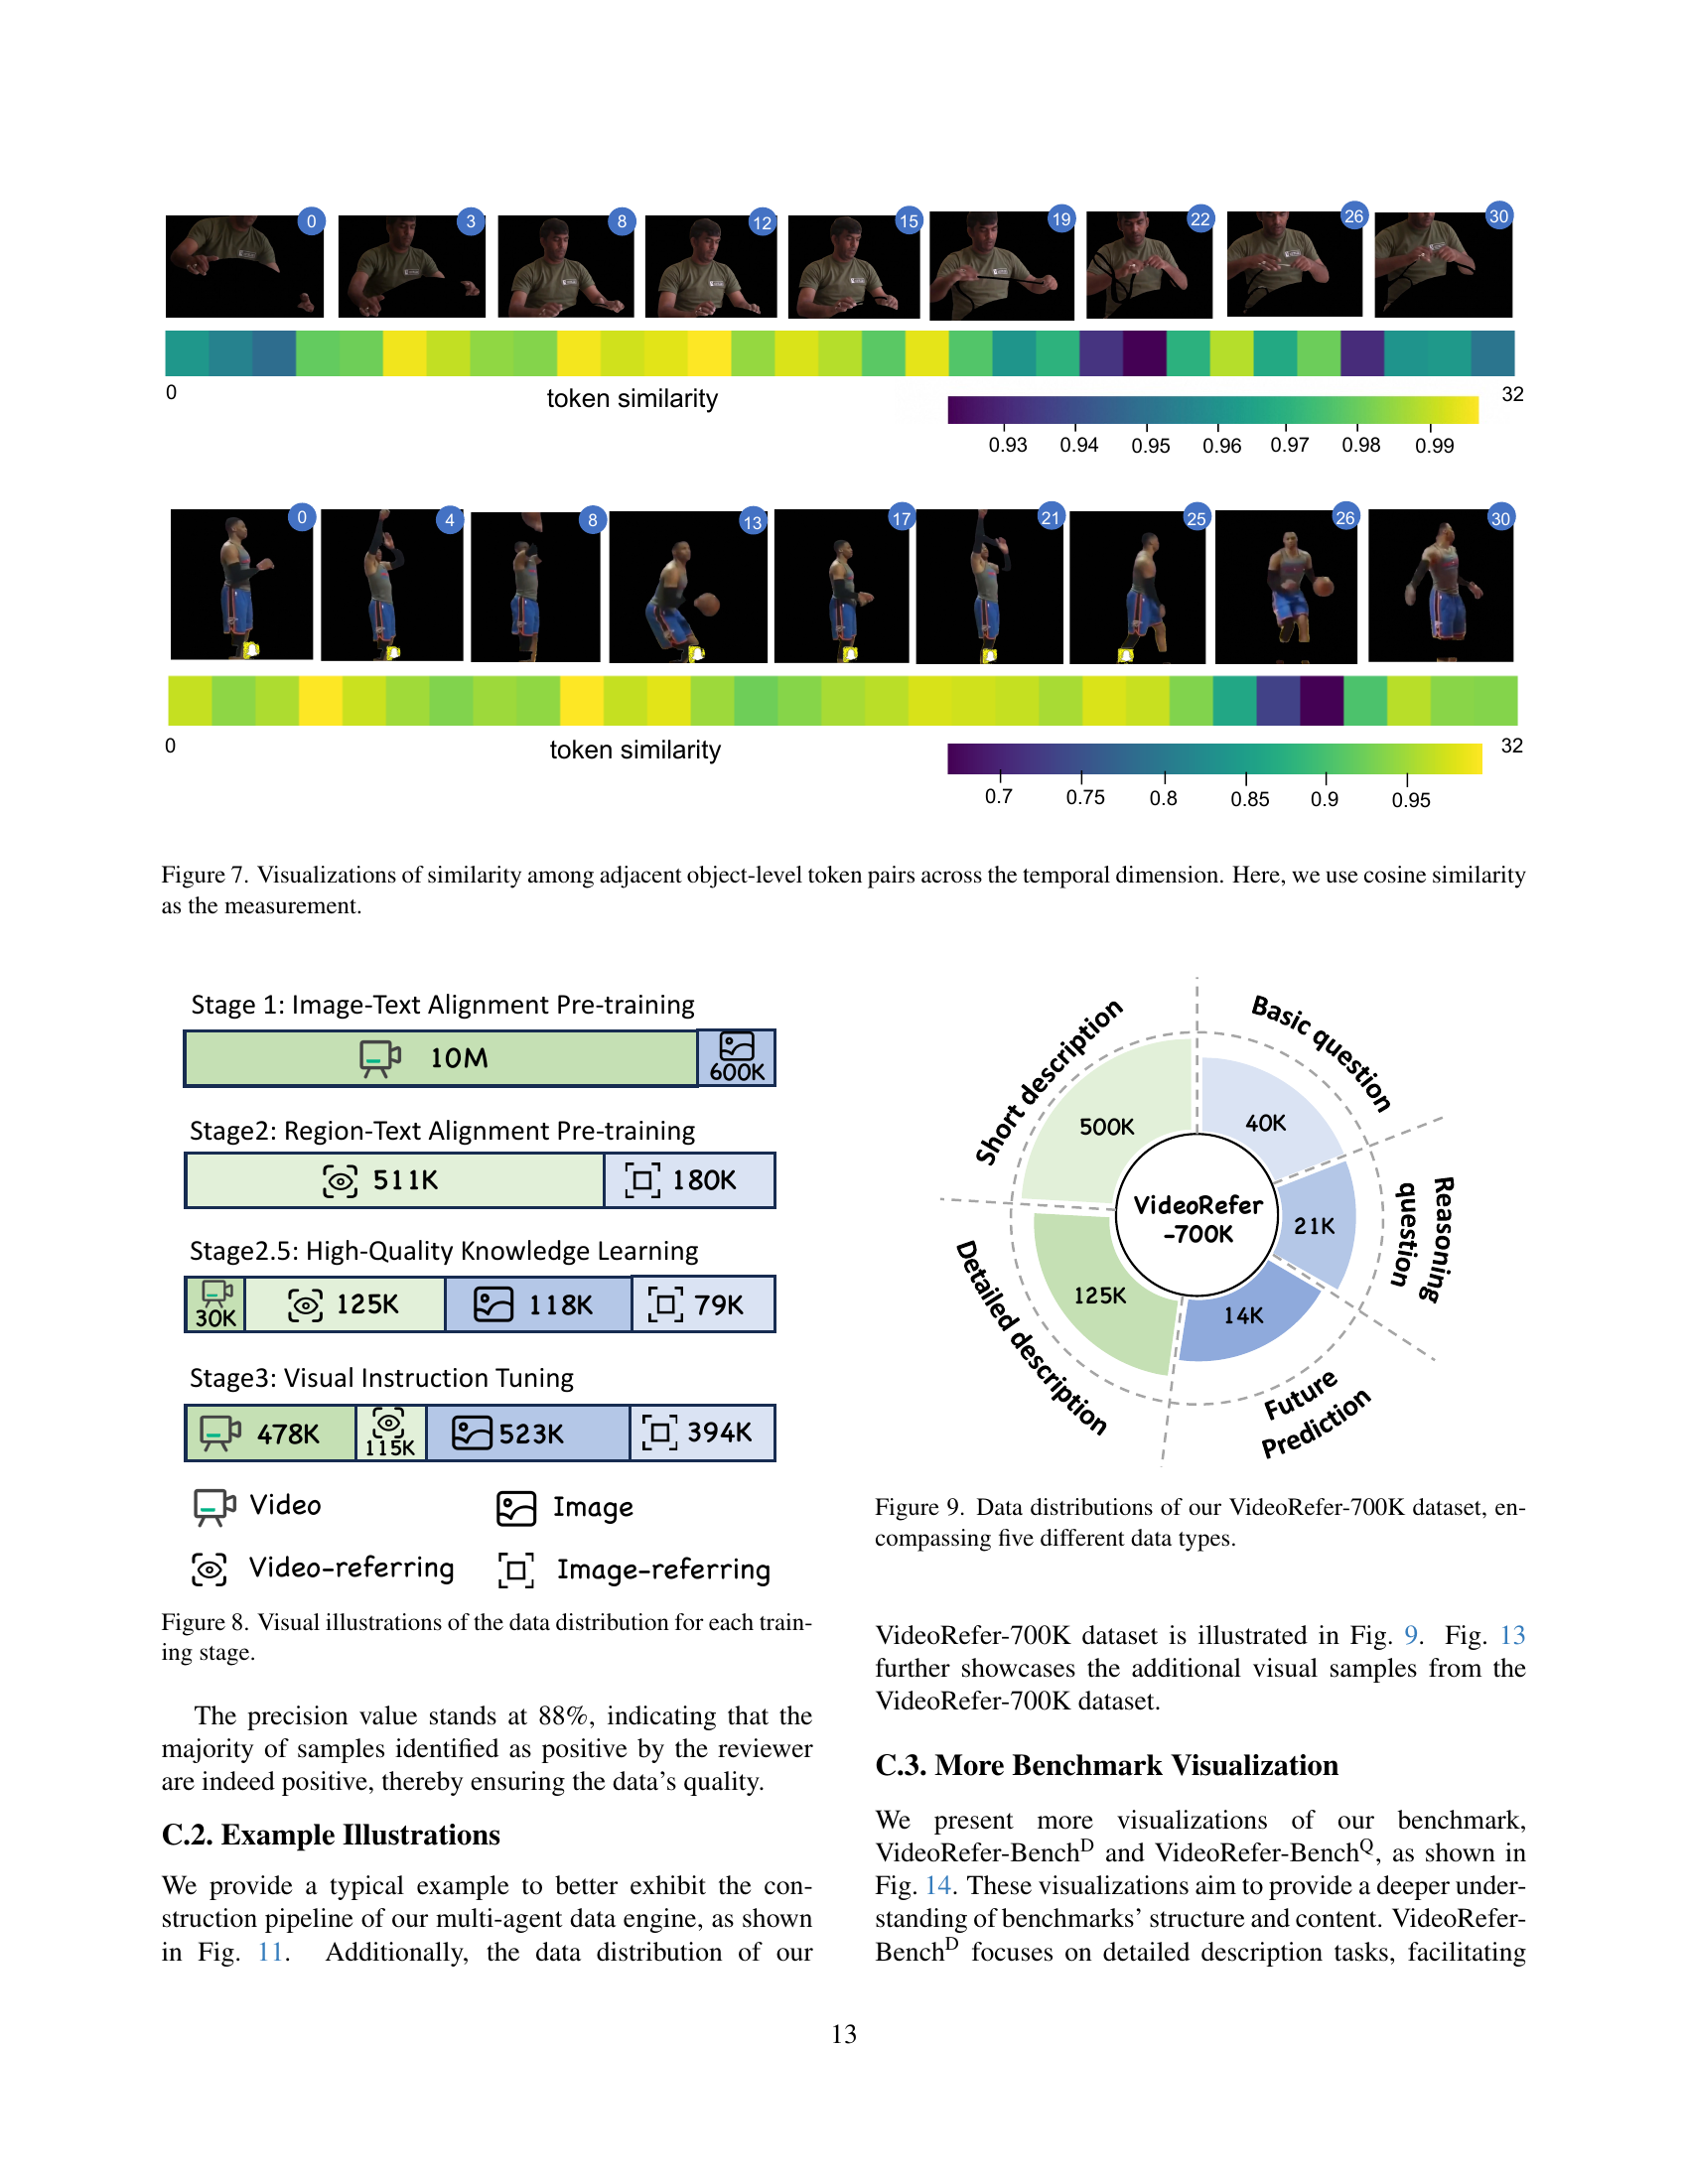 0 3 8 12 15 19 22 26 30
0 token similarity 32
0.93 0.94 0.95 0.96 0.97 0.98 0.99
0 4 8 13 17 21 25 26 30
0 token similarity 32
0.7 0.75 0.8 0.85 0.9 0.95
Figure 7. Visualizations of similarity among adjacent object-level token pairs across the temporal dimension. Here, we use cosine similarity
as the measurement.
Stage 1: Image-Text Alignment Pre-training
10M 600K
Stage2: Region-Text Alignment Pre-training
511K 180K
Stage2.5: High-Quality Knowledge Learning
30K 125K 118K 79K
Stage3: Visual Instruction Tuning
478K 115K 523K 394K
Video Image
Video-referring Image-referring
Figure 8. Visual illustrations of the data distribution for each train-
ing stage.
The precision value stands at 88%, indicating that the
majority of samples identified as positive by the reviewer
are indeed positive, thereby ensuring the data's quality.
C.2. Example Illustrations
We provide a typical example to better exhibit the con-
struction pipeline of our multi-agent data engine, as shown
in Fig. 11. Additionally, the data distribution of our
Short description
Basic question
500K
40K
VideoRefer
-700K
Reasoning
question
21K
Detailed description
125K
14K
Future
Prediction
Figure 9. Data distributions of our VideoRefer-700K dataset, en-
compassing five different data types.
VideoRefer-700K dataset is illustrated in Fig. 9. Fig. 13
further showcases the additional visual samples from the
VideoRefer-700K dataset.
C.3. More Benchmark Visualization
We present more visualizations of our benchmark,
VideoRefer-Benchᴰ and VideoRefer-Bench^Q, as shown in
Fig. 14. These visualizations aim to provide a deeper under-
standing of benchmarks' structure and content. VideoRefer-
Benchᴰ focuses on detailed description tasks, facilitating
13